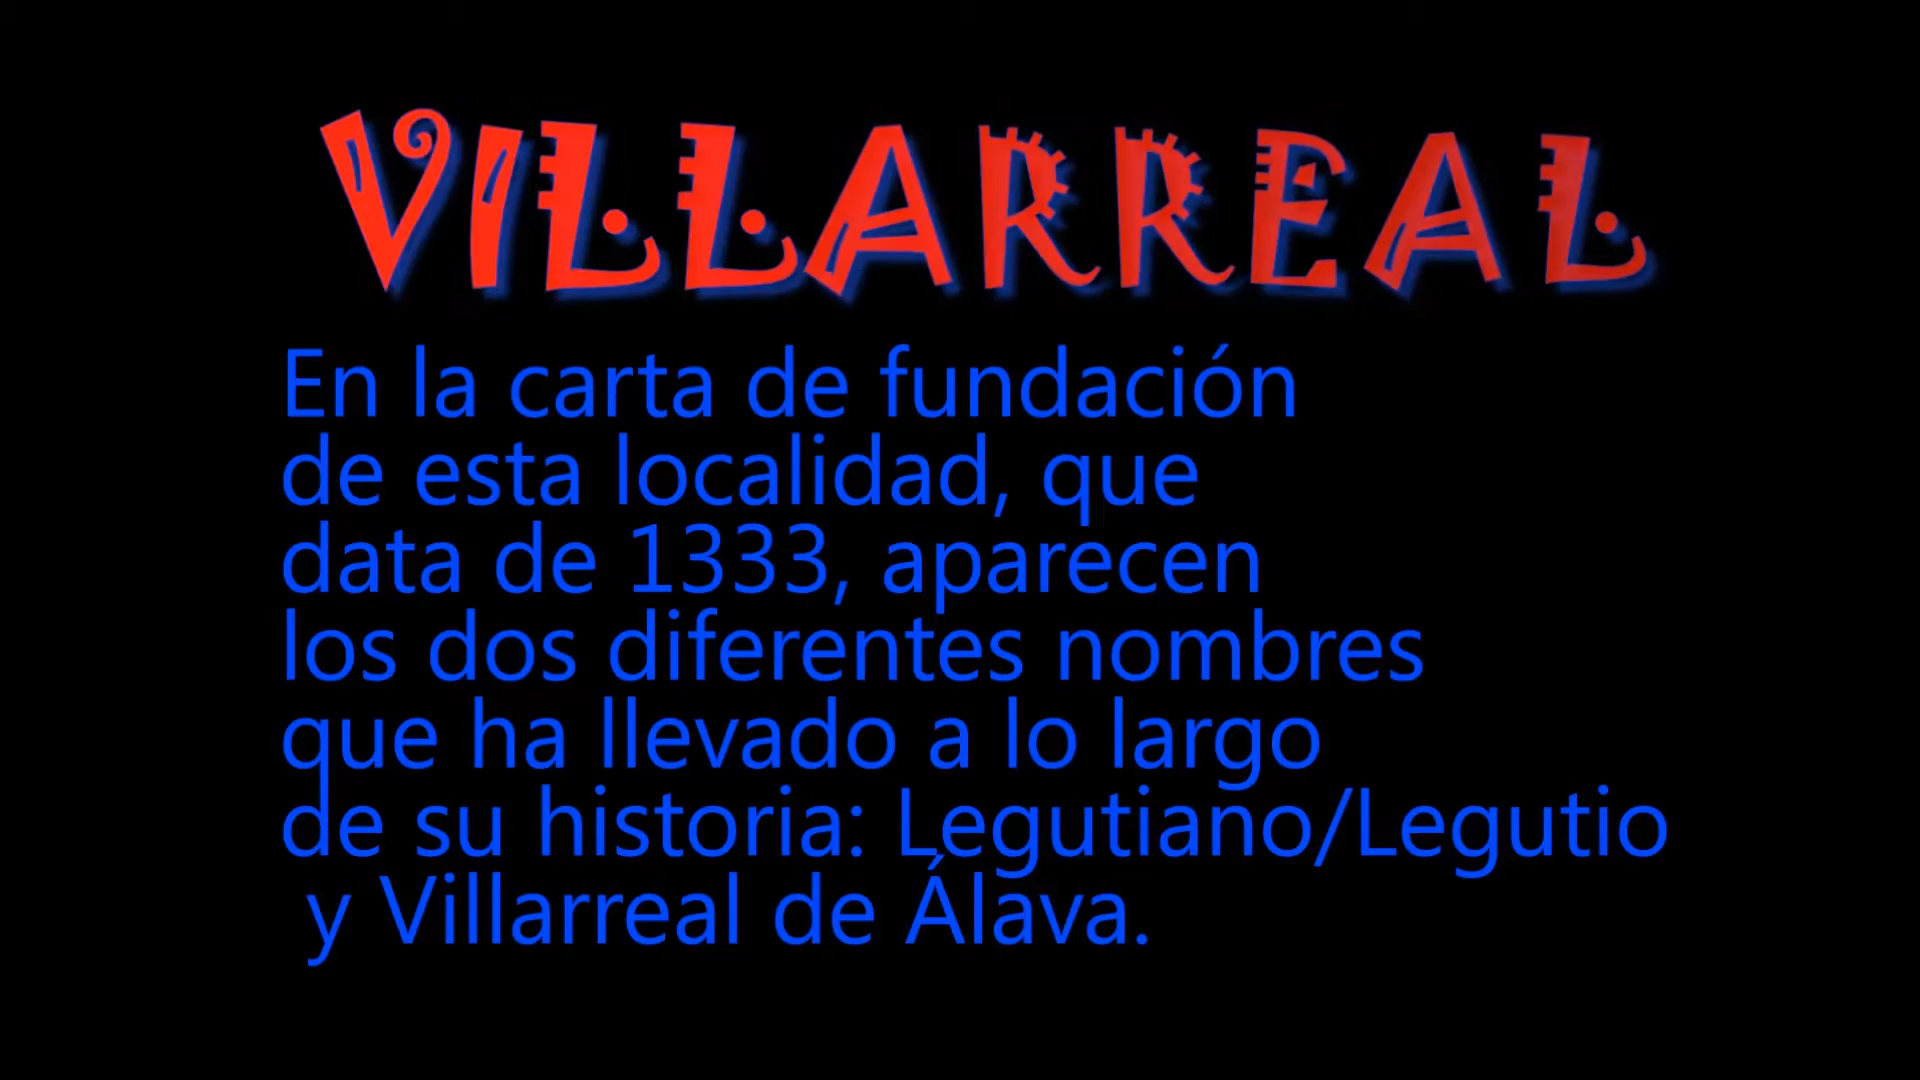 VILLARREAL
En la carta de fundación
de esta localidad, que
data de 1333, aparecen
los dos diferentes nombres
que ha llevado a lo largo
de su historia: Legutiano/Legutio
y Villarreal de Álava.